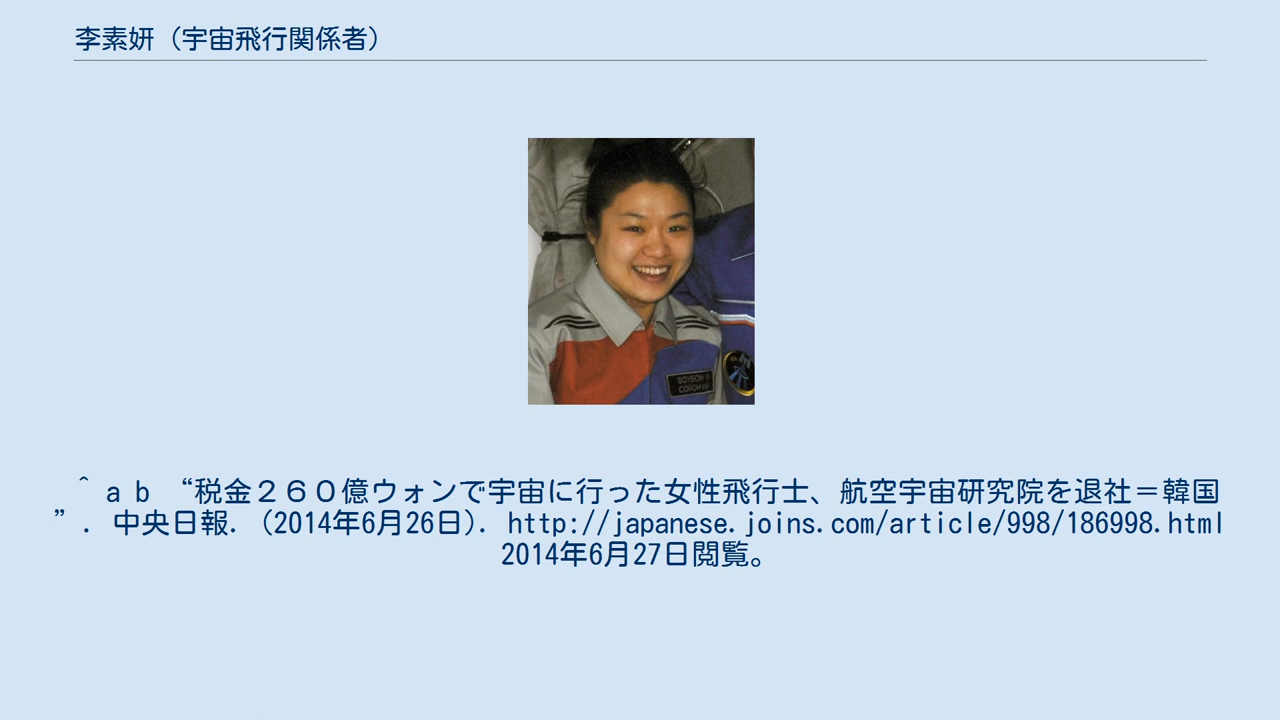 李素妍（宇宙飛行関係者）
SOYEON YI
^ a b “税金２６０億ウォンで宇宙に行った女性飛行士、航空宇宙研究院を退社＝韓国
”. 中央日報. (2014年6月26日). http://japanese.joins.com/article/998/186998.html
2014年6月27日閲覧。